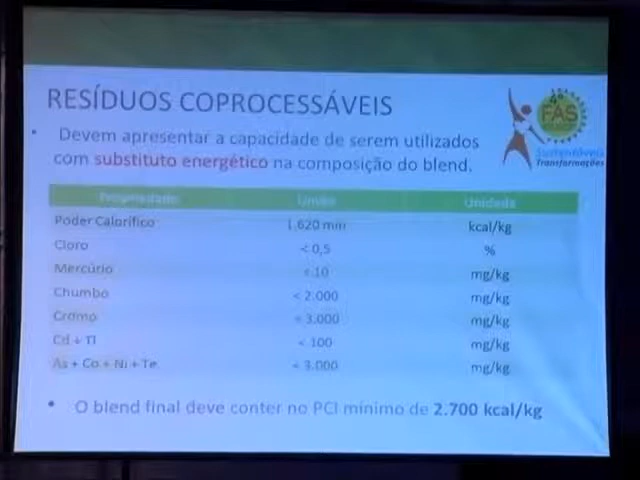 RESÍDUOS COPROCESSÁVEIS
FAS
• Devem apresentar a capacidade de serem utilizados
com substituto energético na composição do blend.
Sustentáveis
Transformações
Propriedade Limite Unidade
Poder Calorífico 1.620 min kcal/kg
Cloro < 0,5 %
Mercúrio < 10 mg/kg
Chumbo < 2.000 mg/kg
Cromo < 3.000 mg/kg
Cd + Tl < 100 mg/kg
As + Co + Ni + Te < 3.000 mg/kg
• O blend final deve conter no PCI mínimo de 2.700 kcal/kg